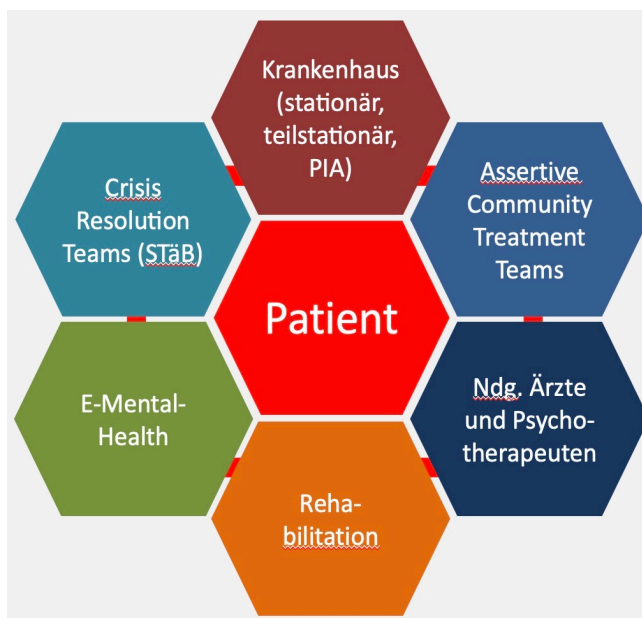 Krankenhaus
(stationär,
teilstationär,
PIA)
Crisis
Resolution
Teams (STäB)
Assertive
Community
Treatment
Teams
Patient
E-Mental-
Health
Ndg. Ärzte
und Psycho-
therapeuten
Reha-
bilitation